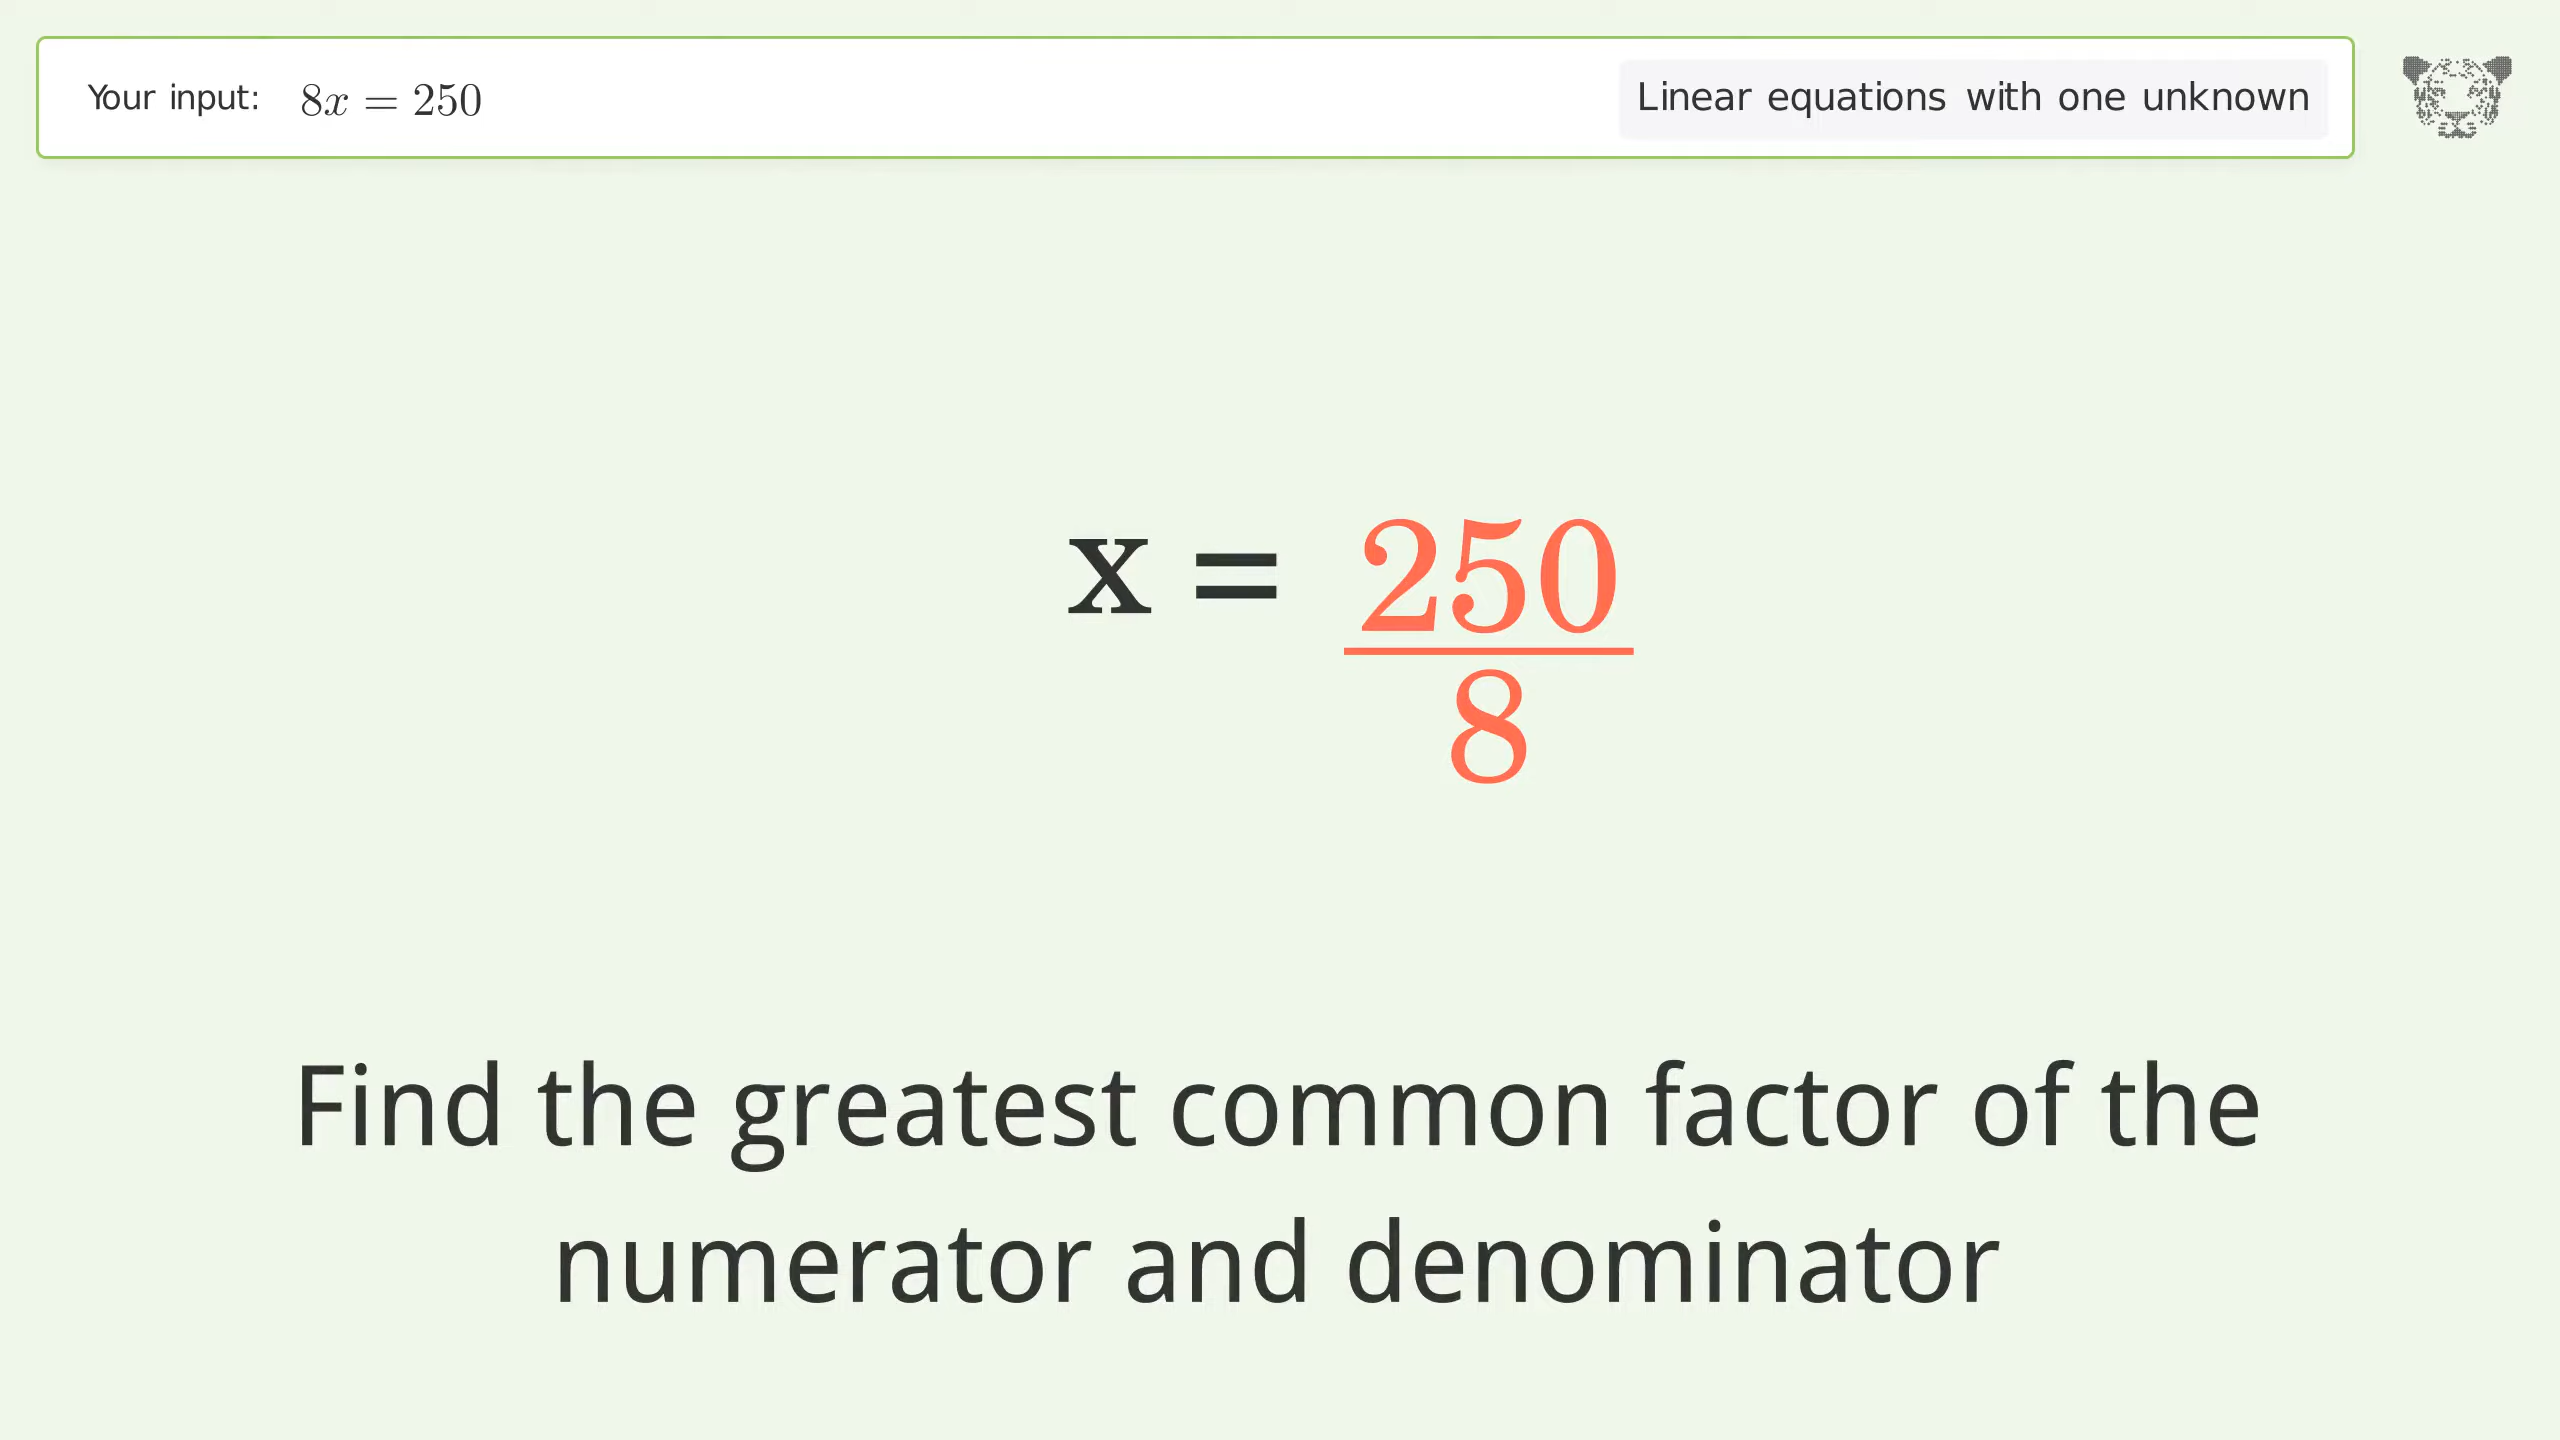 Your input: 8x = 250
Linear equations with one unknown
x = 250/8
Find the greatest common factor of the
numerator and denominator